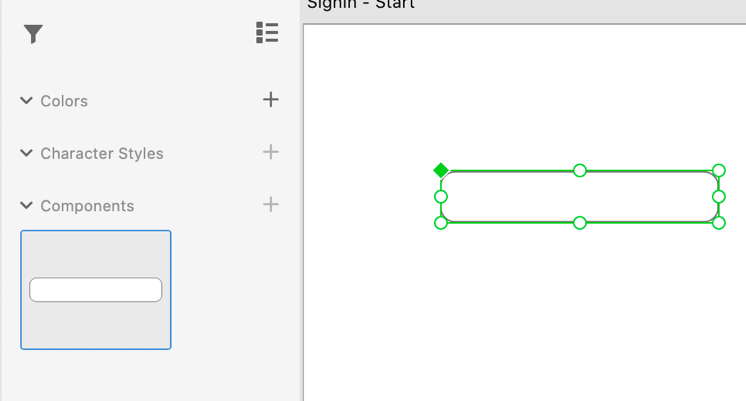 SignIn - Start
Colors
Character Styles
Components